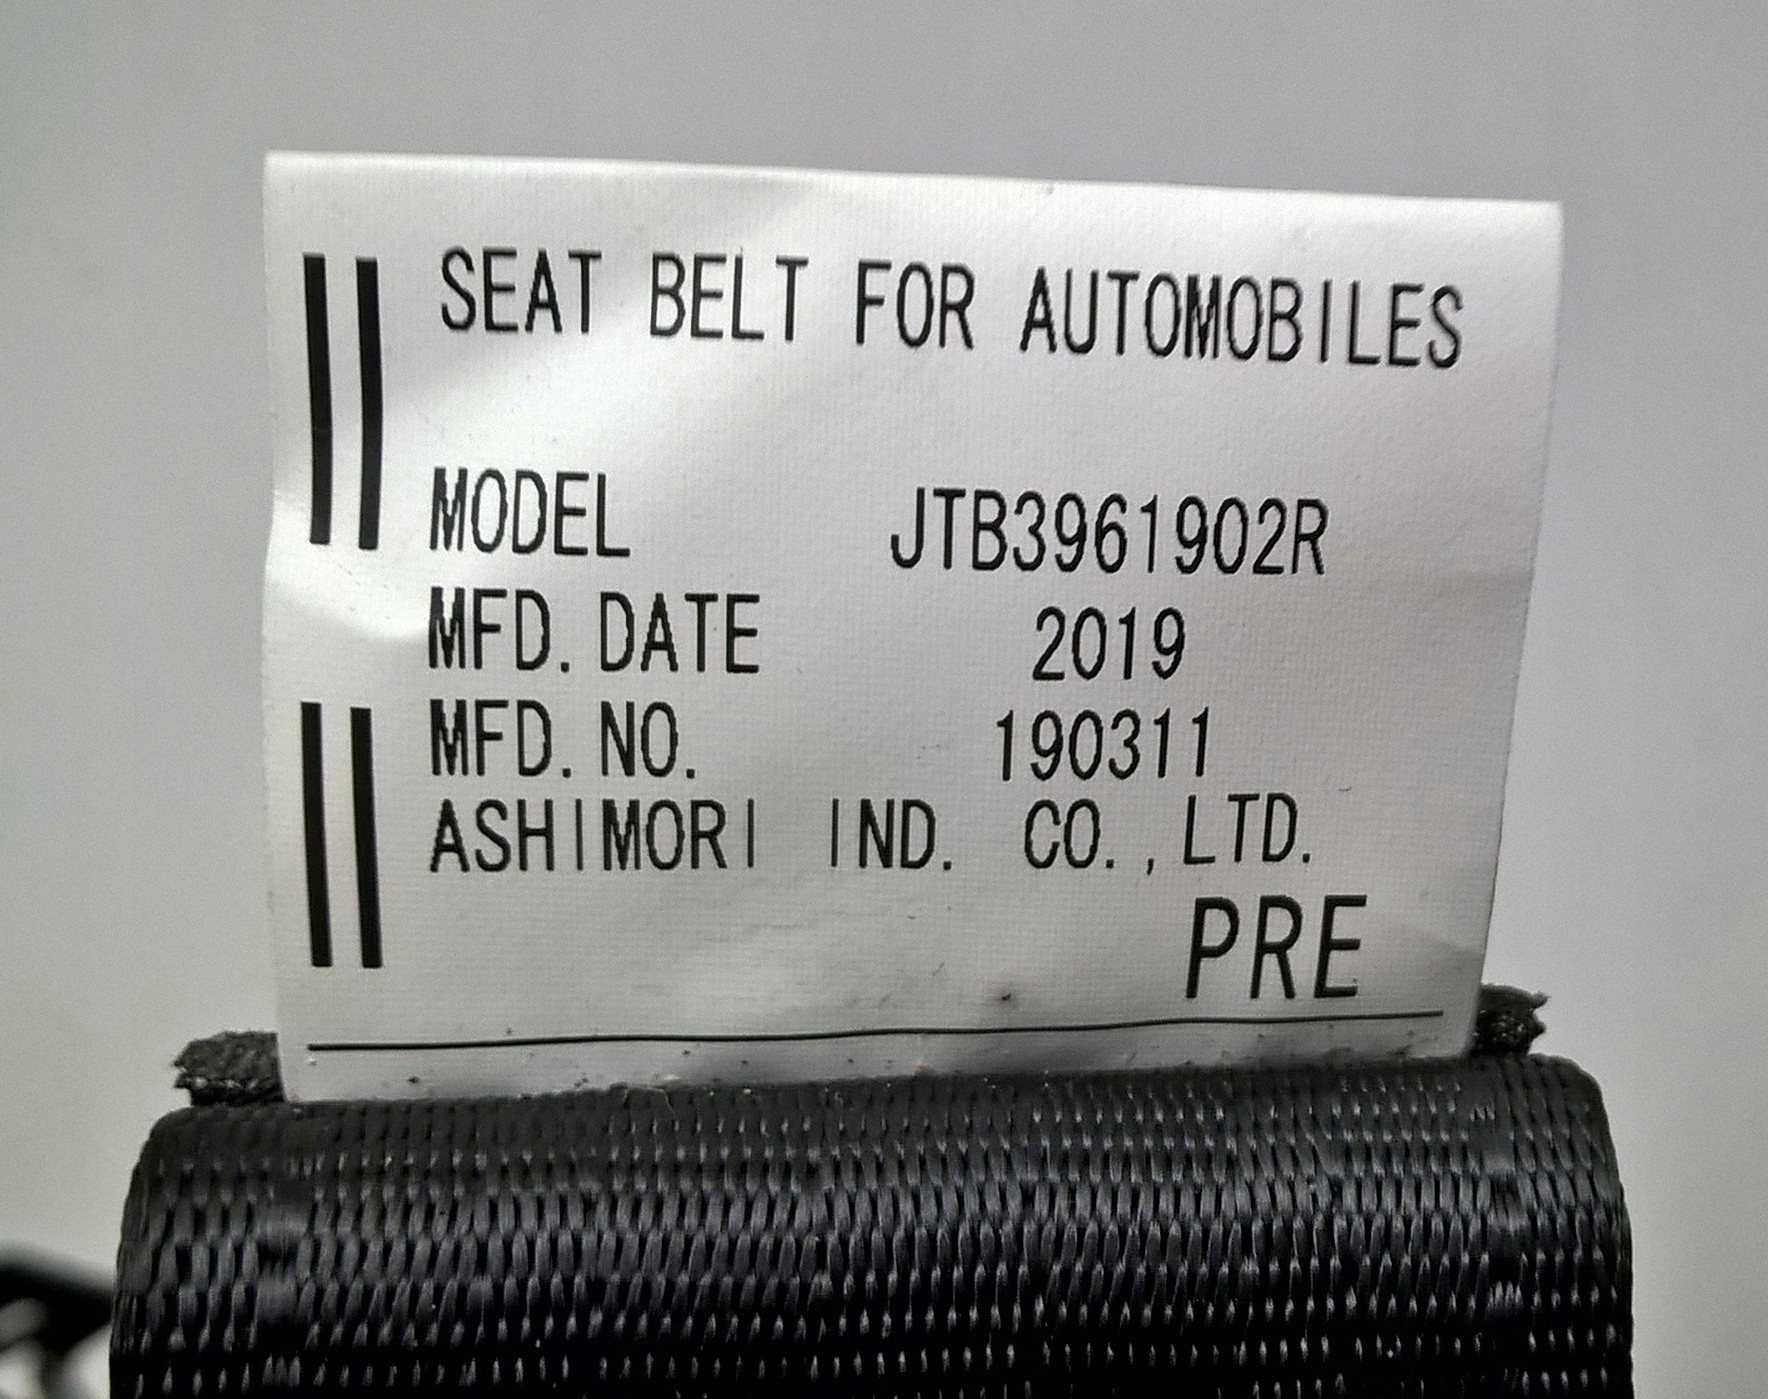 SEAT BELT FOR AUTOMOBILES
MODEL JTB3961902R
MFD. DATE 2019
MFD. NO. 190311
ASHIMORI IND. CO.,LTD.
PRE